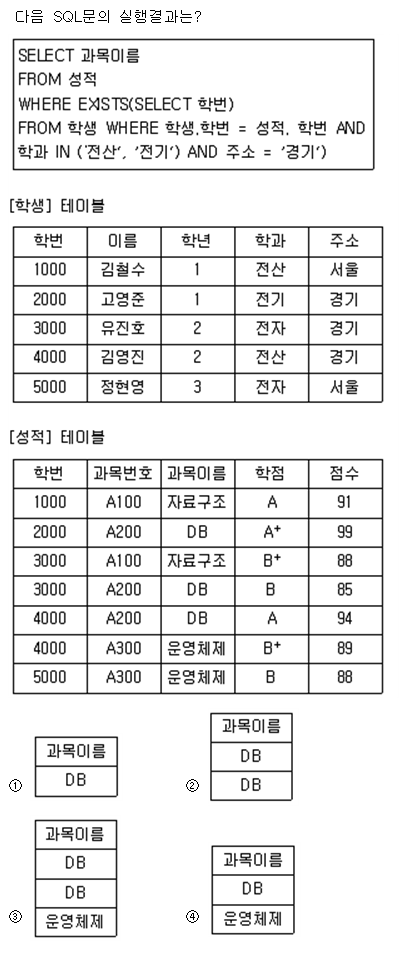 다음 SQL문의 실행결과는?
SELECT 과목이름
FROM 성적
WHERE EXISTS(SELECT 학번)
FROM 학생 WHERE 학생.학번 = 성적. 학번 AND
학과 IN ('전산', '전기') AND 주소 = '경기')
[학생] 테이블
학번 이름 학년 학과 주소
1000 김철수 1 전산 서울
2000 고영준 1 전기 경기
3000 유진호 2 전자 경기
4000 김영진 2 전산 경기
5000 정현영 3 전자 서울
[성적] 테이블
학번 과목번호 과목이름 학점 점수
1000 A100 자료구조 A 91
2000 A200 DB A+ 99
3000 A100 자료구조 B+ 88
3000 A200 DB B 85
4000 A200 DB A 94
4000 A300 운영체제 B+ 89
5000 A300 운영체제 B 88
①
과목이름
DB
②
과목이름
DB
DB
③
과목이름
DB
DB
운영체제
④
과목이름
DB
운영체제